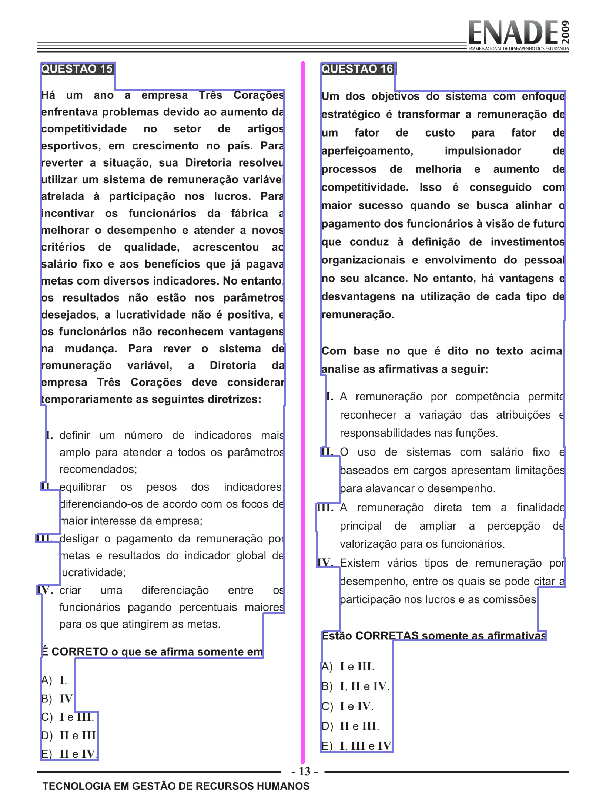 ENADE 2009
EXAME NACIONAL DE DESEMPENHO DOS ESTUDANTES
QUESTÃO 15
Há um ano a empresa Três Corações
enfrentava problemas devido ao aumento da
competitividade no setor de artigos
esportivos, em crescimento no país. Para
reverter a situação, sua Diretoria resolveu
utilizar um sistema de remuneração variável
atrelada à participação nos lucros. Para
incentivar os funcionários da fábrica a
melhorar o desempenho e atender a novos
critérios de qualidade, acrescentou ao
salário fixo e aos benefícios que já pagava
metas com diversos indicadores. No entanto,
os resultados não estão nos parâmetros
desejados, a lucratividade não é positiva, e
os funcionários não reconhecem vantagens
na mudança. Para rever o sistema de
remuneração variável, a Diretoria da
empresa Três Corações deve considerar
temporariamente as seguintes diretrizes:
I. definir um número de indicadores mais
amplo para atender a todos os parâmetros
recomendados;
II. equilibrar os pesos dos indicadores,
diferenciando-os de acordo com os focos de
maior interesse da empresa;
III. desligar o pagamento da remuneração por
metas e resultados do indicador global de
lucratividade;
IV. criar uma diferenciação entre os
funcionários pagando percentuais maiores
para os que atingirem as metas.
É CORRETO o que se afirma somente em
A) I.
B) IV
C) I e III.
D) II e III
E) II e IV.
QUESTÃO 16
Um dos objetivos do sistema com enfoque
estratégico é transformar a remuneração de
um fator de custo para fator de
aperfeiçoamento, impulsionador de
processos de melhoria e aumento de
competitividade. Isso é conseguido com
maior sucesso quando se busca alinhar o
pagamento dos funcionários à visão de futuro
que conduz à definição de investimentos
organizacionais e envolvimento do pessoal
no seu alcance. No entanto, há vantagens e
desvantagens na utilização de cada tipo de
remuneração.
Com base no que é dito no texto acima,
analise as afirmativas a seguir:
I. A remuneração por competência permite
reconhecer a variação das atribuições e
responsabilidades nas funções.
II. O uso de sistemas com salário fixo e
baseados em cargos apresentam limitações
para alavancar o desempenho.
III. A remuneração direta tem a finalidade
principal de ampliar a percepção de
valorização para os funcionários.
IV. Existem vários tipos de remuneração por
desempenho, entre os quais se pode citar a
participação nos lucros e as comissões.
Estão CORRETAS somente as afirmativas
A) I e III.
B) I, II e IV.
C) I e IV.
D) II e III.
E) I, III e IV
- 13 -
TECNOLOGIA EM GESTÃO DE RECURSOS HUMANOS